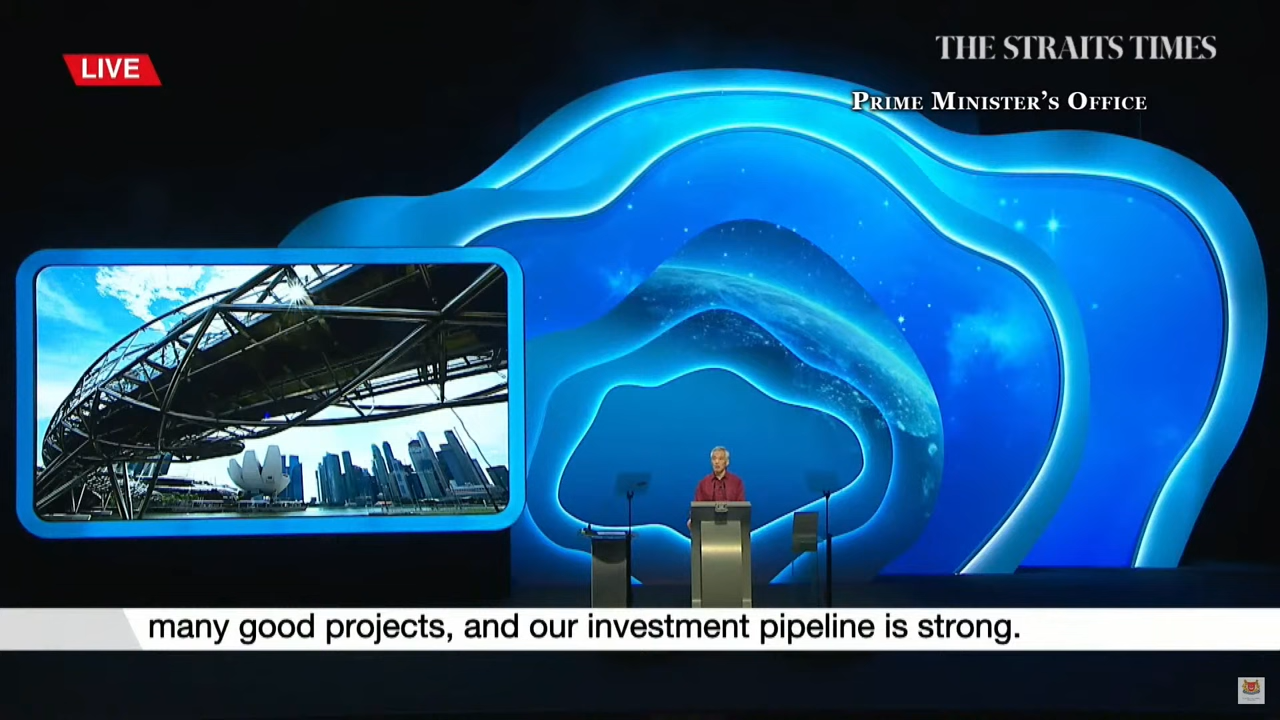 LIVE
THE STRAITS TIMES
PRIME MINISTER'S OFFICE
many good projects, and our investment pipeline is strong.